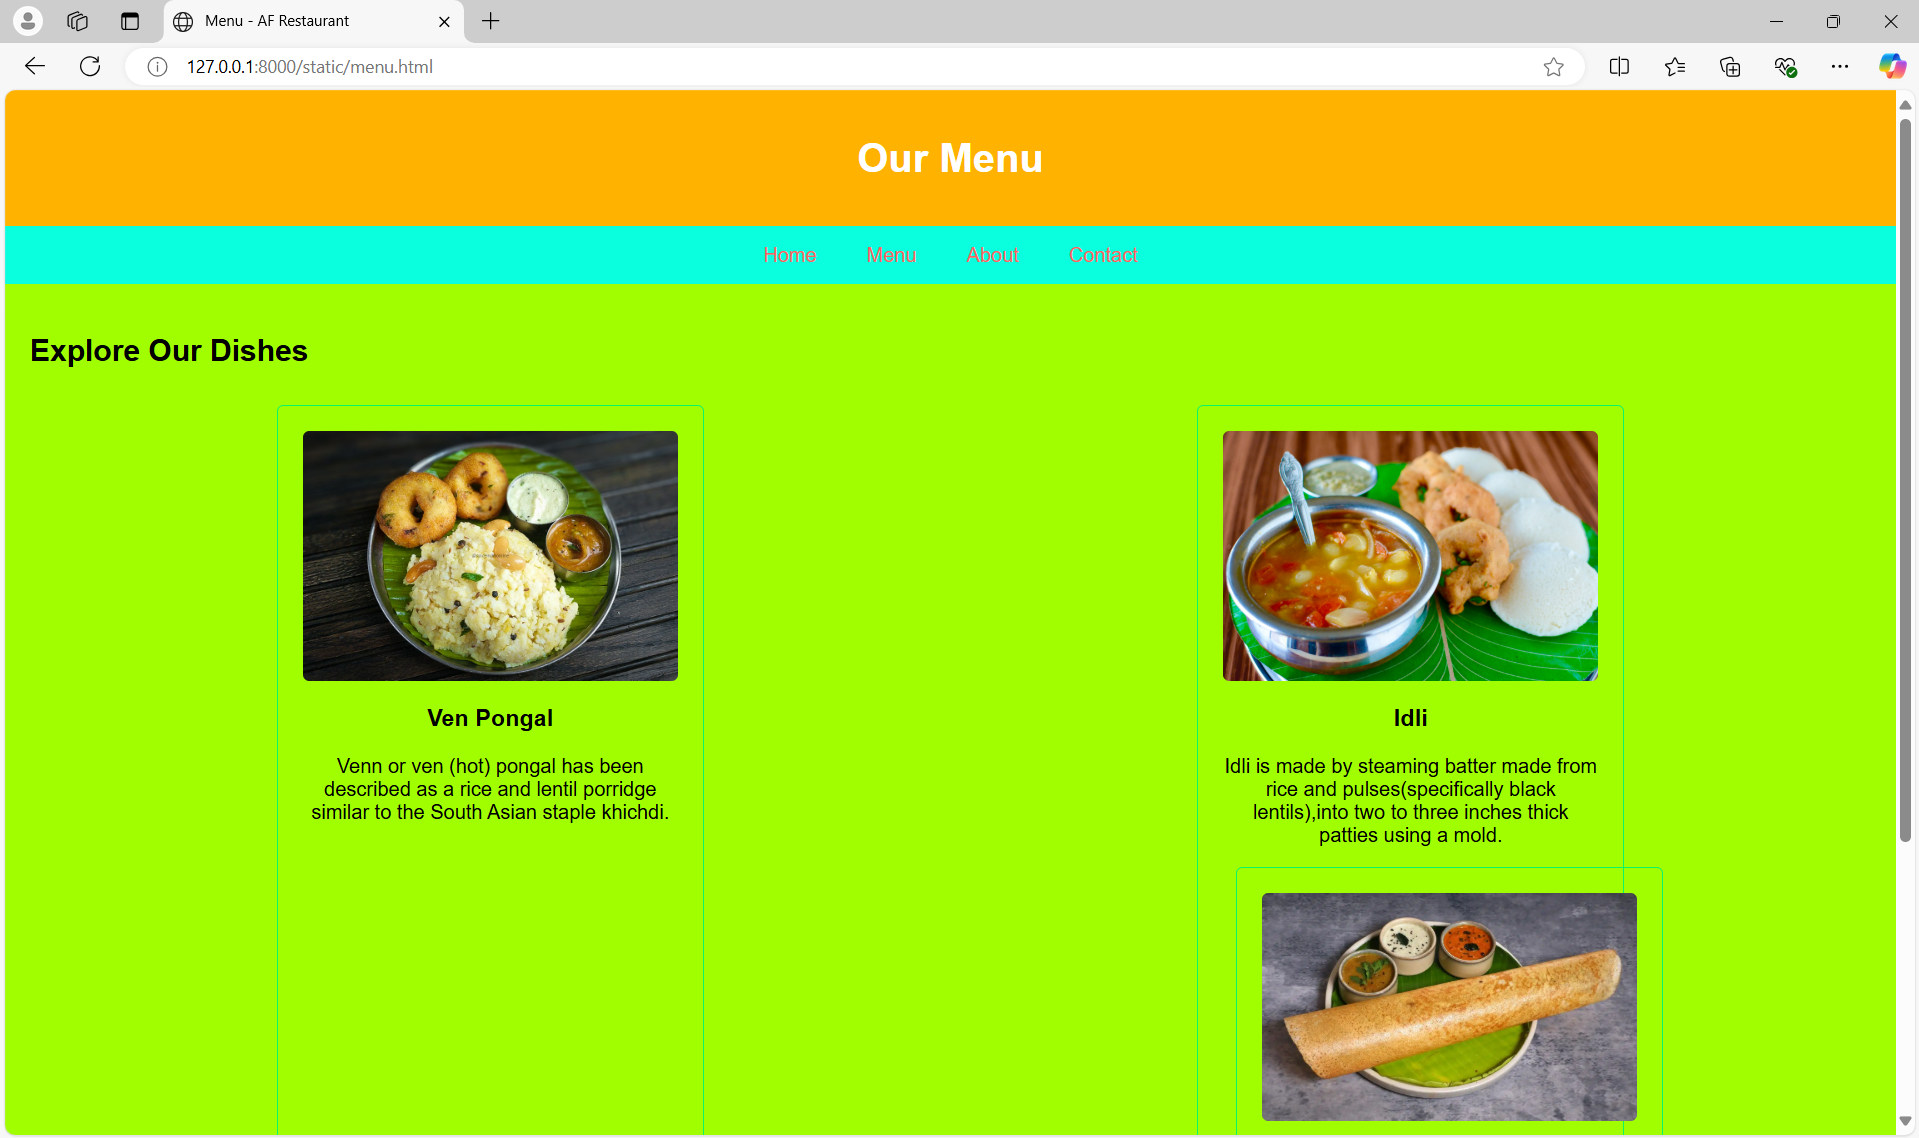 Menu - AF Restaurant
127.0.0.1:8000/static/menu.html
Our Menu
Home Menu About Contact
Explore Our Dishes
Ven Pongal
Venn or ven (hot) pongal has been
described as a rice and lentil porridge
similar to the South Asian staple khichdi.
Idli
Idli is made by steaming batter made from
rice and pulses(specifically black
lentils),into two to three inches thick
patties using a mold.